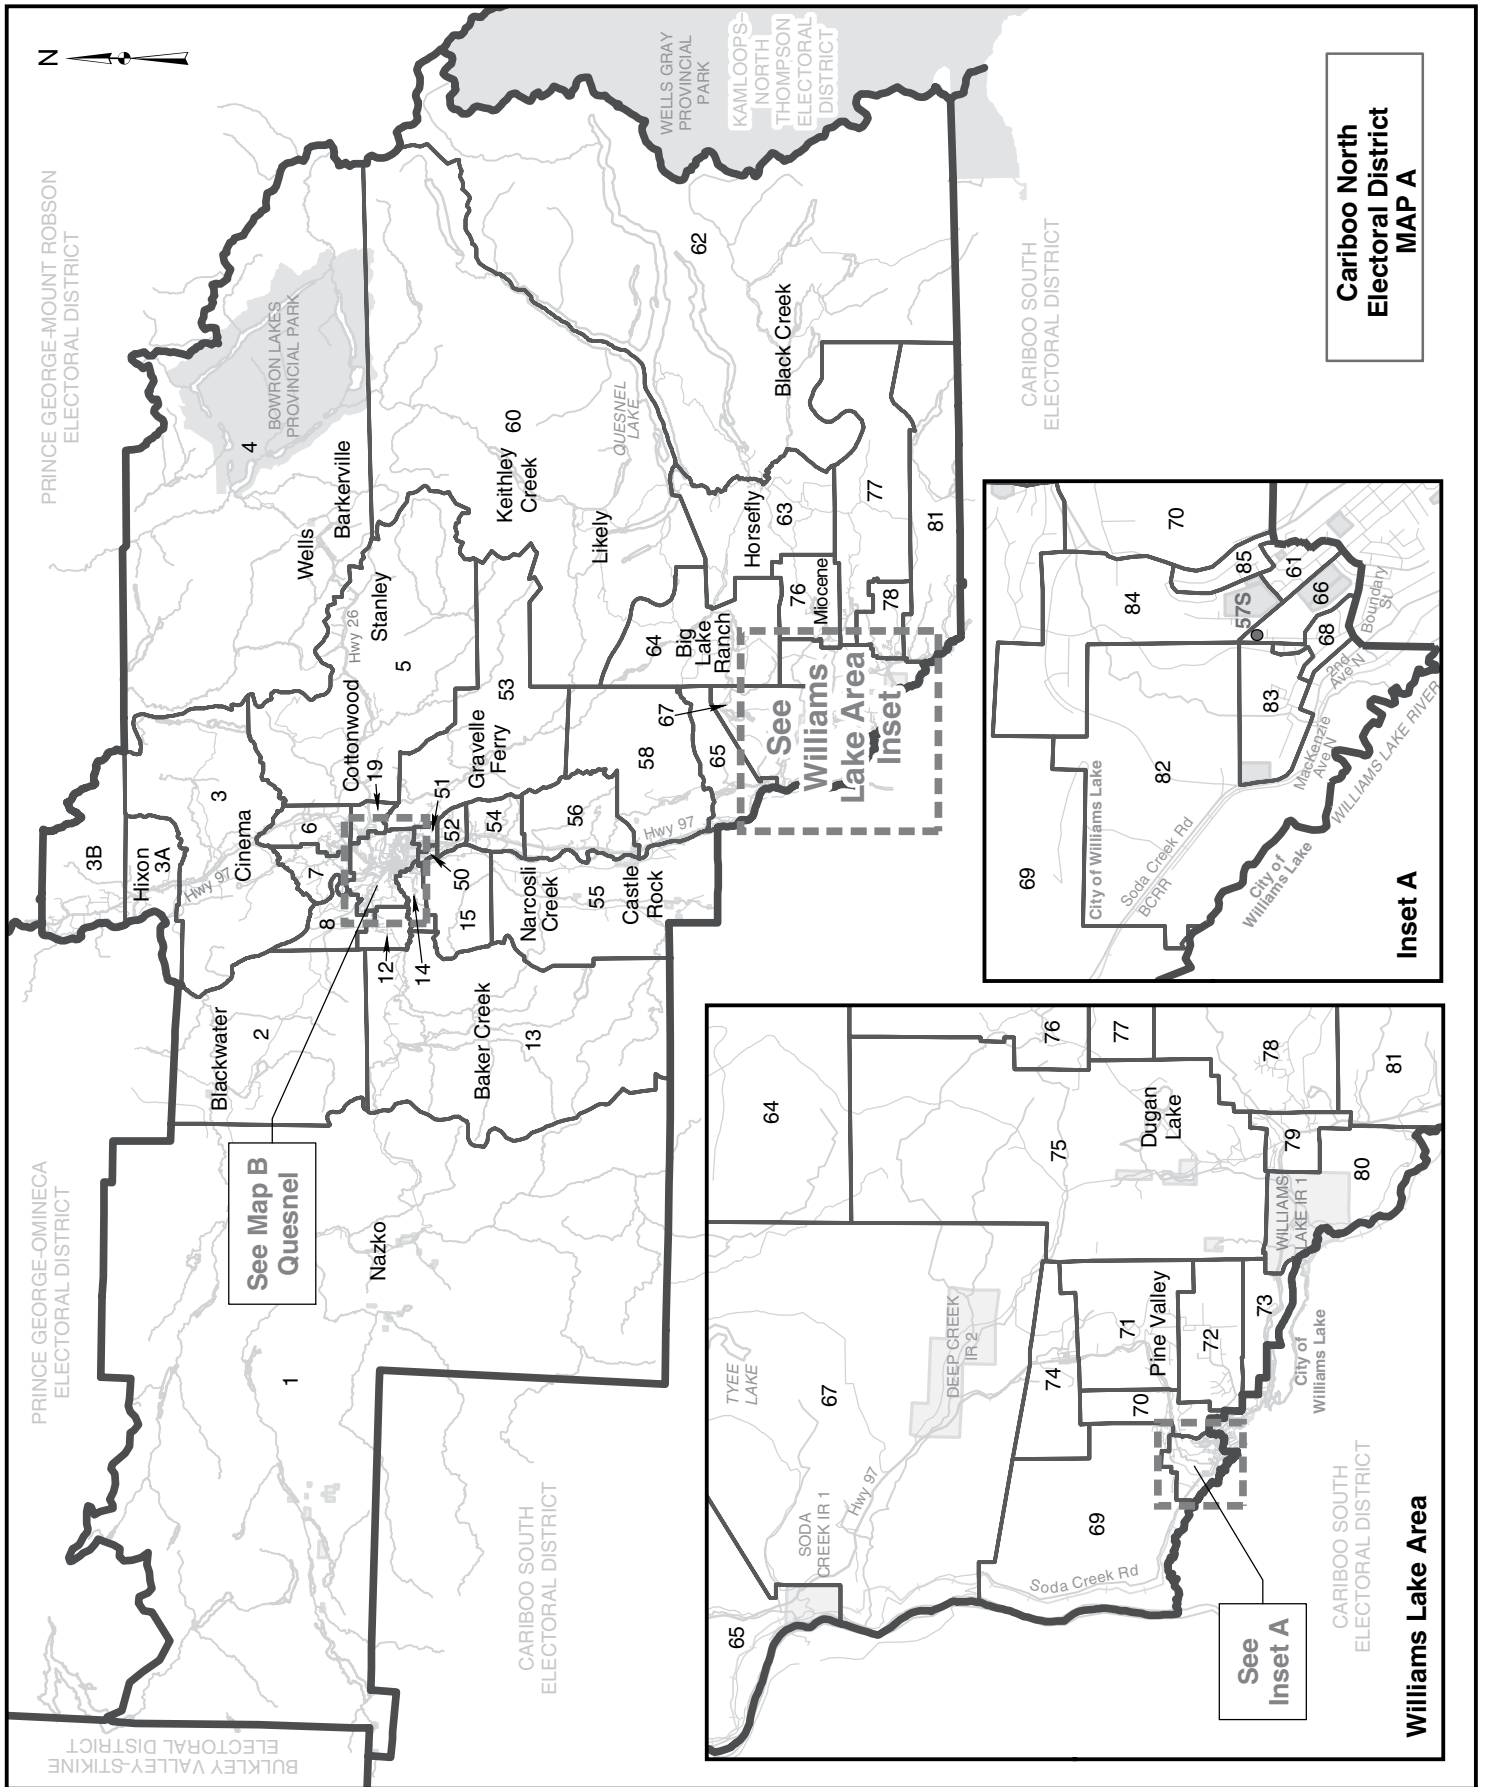 N
PRINCE GEORGE-MOUNT ROBSON
ELECTORAL DISTRICT
WELLS GRAY
PROVINCIAL
PARK
KAMLOOPS-
NORTH
THOMPSON
ELECTORAL
DISTRICT
BOWRON LAKES
PROVINCIAL PARK
4
Barkerville
Wells
Hwy 26
Stanley
5
Cottonwood
3B
Hixon
3A
Hwy 97
3
Cinema
6
7
8
19
12
14
Blackwater
2
Baker Creek
13
15
50
51
52
53
54
Gravelle
Ferry
Narcosli
Creek
55
Castle
Rock
56
58
Hwy 97
65
67
60
Keithley
Creek
Likely
QUESNEL
LAKE
62
Black Creek
Horsefly
63
64
Big
Lake
Ranch
76
Miocene
77
78
81
See
Williams
Lake Area
Inset
See Map B
Quesnel
Nazko
1
PRINCE GEORGE-OMINECA
ELECTORAL DISTRICT
BULKLEY VALLEY-STIKINE
ELECTORAL DISTRICT
CARIBOO SOUTH
ELECTORAL DISTRICT
CARIBOO SOUTH
ELECTORAL DISTRICT
Cariboo North
Electoral District
MAP A
70
84
85
61
57S
66
68
Boundary
St
2nd
Ave N
83
MacKenzie
Ave N
82
69
City of Williams Lake
Soda Creek Rd
BCRR
City of
Williams Lake
WILLIAMS LAKE RIVER
Inset A
64
76
77
78
81
75
Dugan
Lake
79
80
WILLIAMS
LAKE IR 1
TYEE
LAKE
67
DEEP CREEK
IR 2
SODA
CREEK IR 1
Hwy 97
65
74
71
Pine Valley
72
73
70
69
Soda Creek Rd
City of
Williams Lake
See
Inset A
CARIBOO SOUTH
ELECTORAL DISTRICT
Williams Lake Area